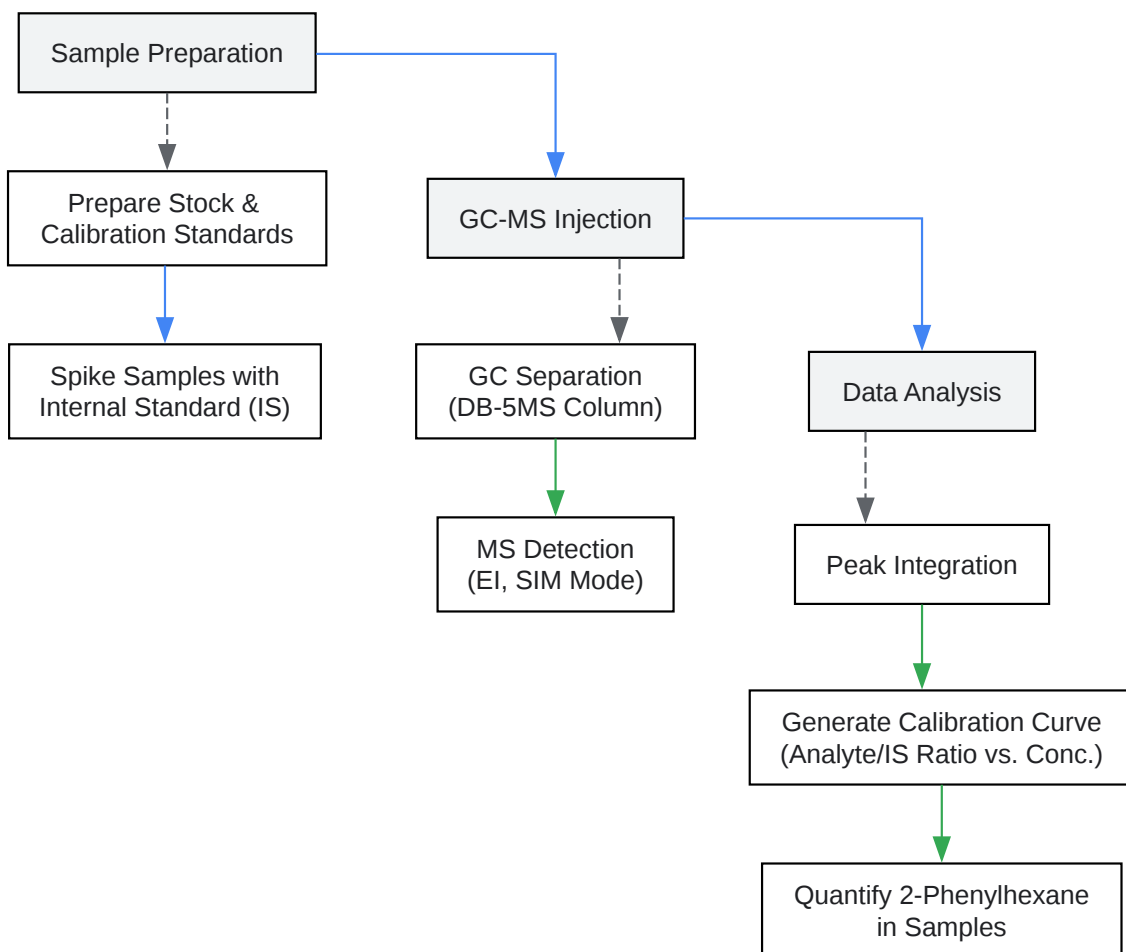 Sample Preparation
Prepare Stock &
Calibration Standards
Spike Samples with
Internal Standard (IS)
GC-MS Injection
GC Separation
(DB-5MS Column)
MS Detection
(EI, SIM Mode)
Data Analysis
Peak Integration
Generate Calibration Curve
(Analyte/IS Ratio vs. Conc.)
Quantify 2-Phenylhexane
in Samples